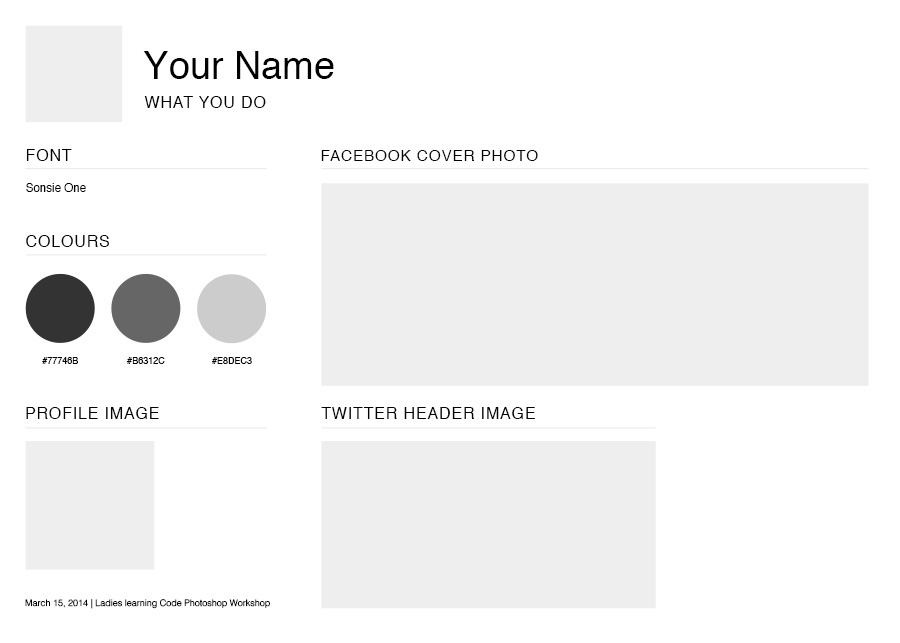 Your Name
WHAT YOU DO
FONT
Sonsie One
COLOURS
#77746B
#B6312C
#E8DEC3
FACEBOOK COVER PHOTO
PROFILE IMAGE
TWITTER HEADER IMAGE
March 15, 2014 | Ladies learning Code Photoshop Workshop